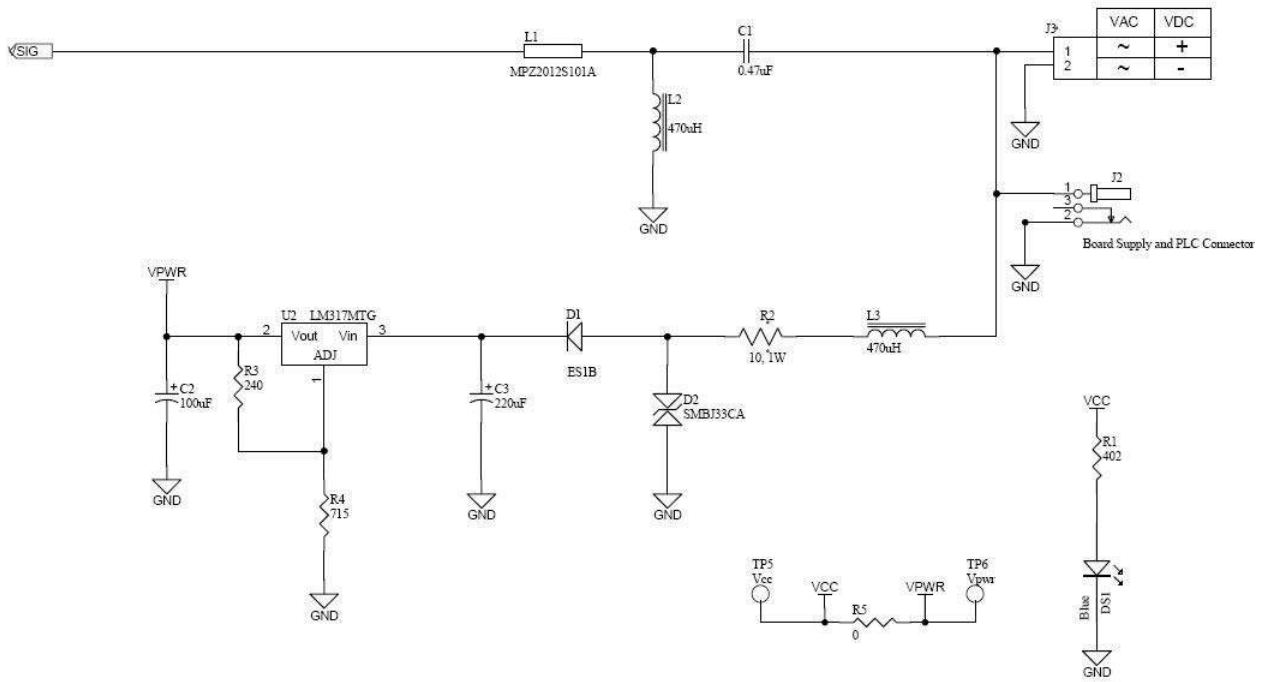 VSIG
L1
MPZ2012S101A
C1
0.47uF
L2
470uH
GND
J3
VAC VDC
1 ~ +
2 ~ -
GND
J2
1
3
2
Board Supply and PLC Connector
GND
VPWR
U2 LM317MTG
2 Vout Vin 3
ADJ
1
R3
240
C2
100uF
GND
R4
715
GND
C3
220uF
GND
D1
ES1B
D2
SMBJ33CA
GND
R2
10, 1W
L3
470uH
VCC
R1
402
Blue
DS1
GND
TP5
Vcc
VCC
R5
0
VPWR
TP6
Vpwr